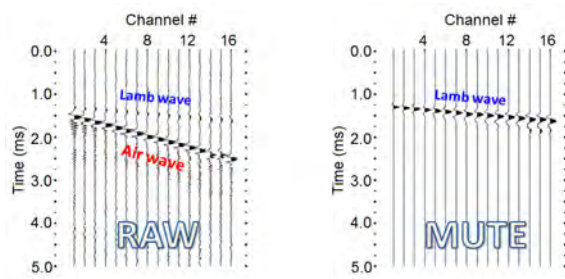 Channel #
4 8 12 16
0.0
1.0
Lamb wave
2.0
Air wave
3.0
4.0
RAW
5.0
Time (ms)
Channel #
4 8 12 16
0.0
1.0
Lamb wave
2.0
3.0
4.0
MUTE
5.0
Time (ms)